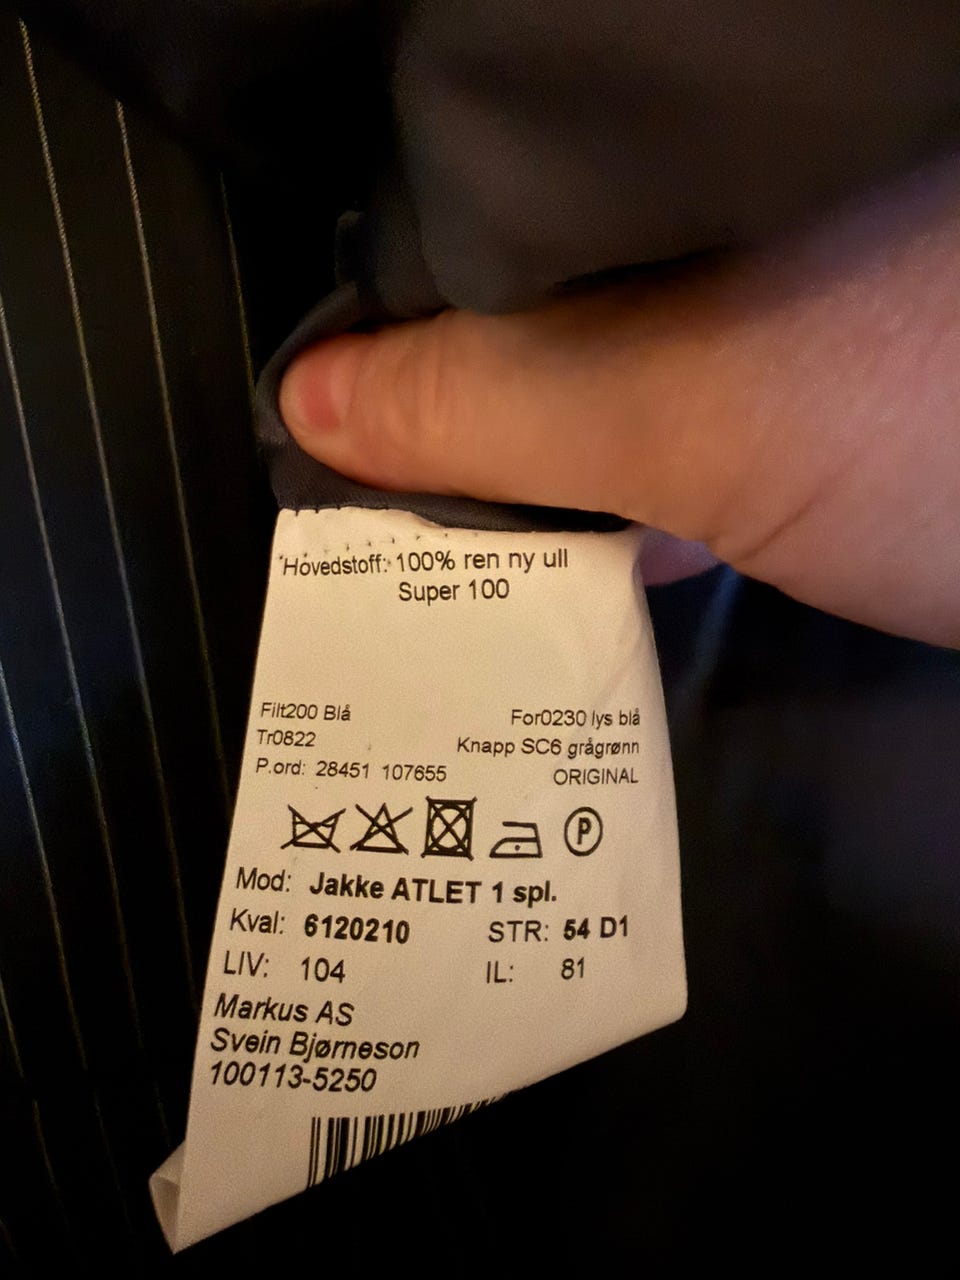 Hovedstoff: 100% ren ny ull
Super 100
Filt200 Blå For0230 lys blå
Tr0822 Knapp SC6 grågrønn
P.ord: 28451 107655 ORIGINAL
P
Mod: Jakke ATLET 1 spl.
Kval: 6120210 STR: 54 D1
LIV: 104 IL: 81
Markus AS
Svein Bjørneson
100113-5250